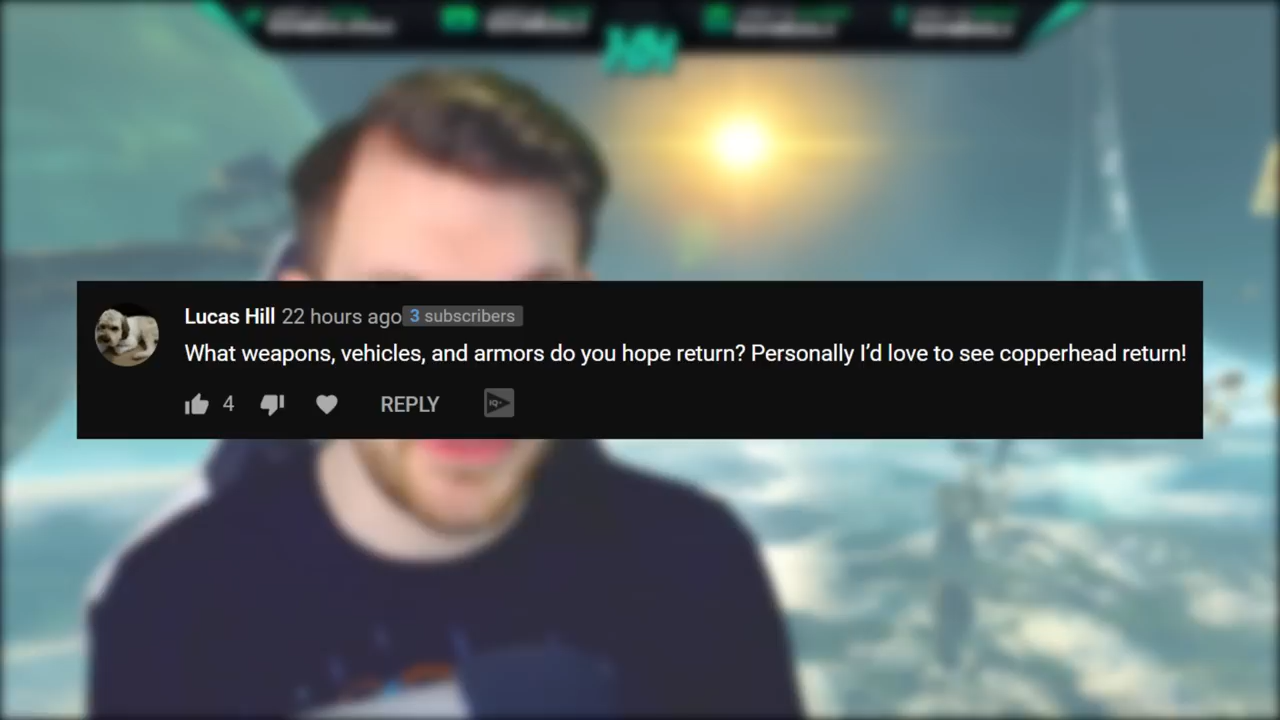 Lucas Hill 22 hours ago 3 subscribers
What weapons, vehicles, and armors do you hope return? Personally I'd love to see copperhead return!
4 REPLY IQ+